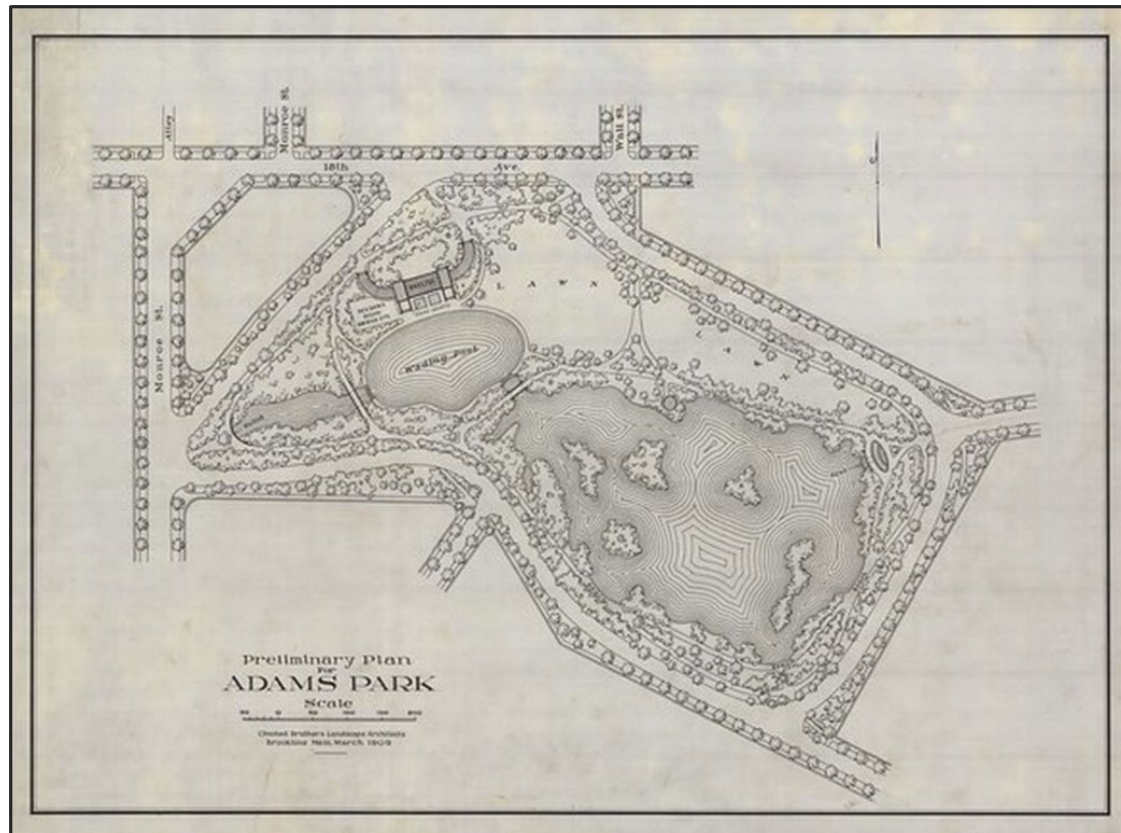 Alley
Monroe St.
Wall St.
18th Ave.
Monroe St.
SHELTER
LAWN
LAWN
Wading Pool
Preliminary Plan
For
ADAMS PARK
Scale
Olmsted Brothers Landscape Architects
Brookline Mass. March 1909